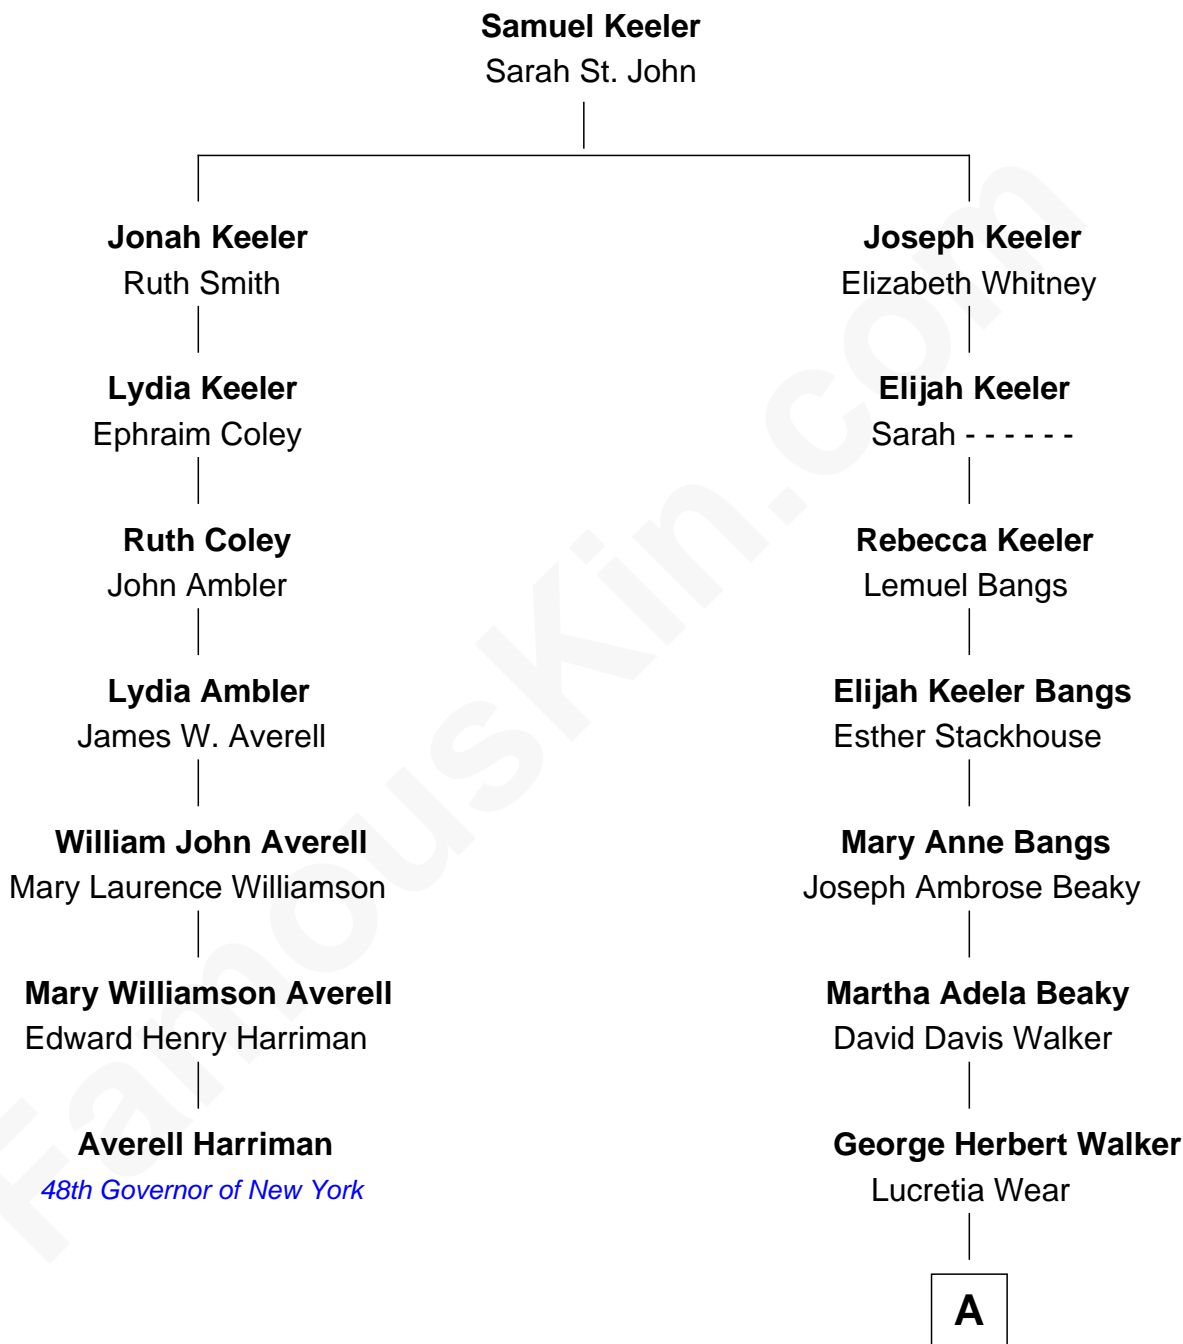 Samuel Keeler
Sarah St. John
Jonah Keeler
Ruth Smith
Lydia Keeler
Ephraim Coley
Ruth Coley
John Ambler
Lydia Ambler
James W. Averell
William John Averell
Mary Laurence Williamson
Mary Williamson Averell
Edward Henry Harriman
Averell Harriman
48th Governor of New York
Joseph Keeler
Elizabeth Whitney
Elijah Keeler
Sarah - - - - - -
Rebecca Keeler
Lemuel Bangs
Elijah Keeler Bangs
Esther Stackhouse
Mary Anne Bangs
Joseph Ambrose Beaky
Martha Adela Beaky
David Davis Walker
George Herbert Walker
Lucretia Wear
A
FamousKin.com